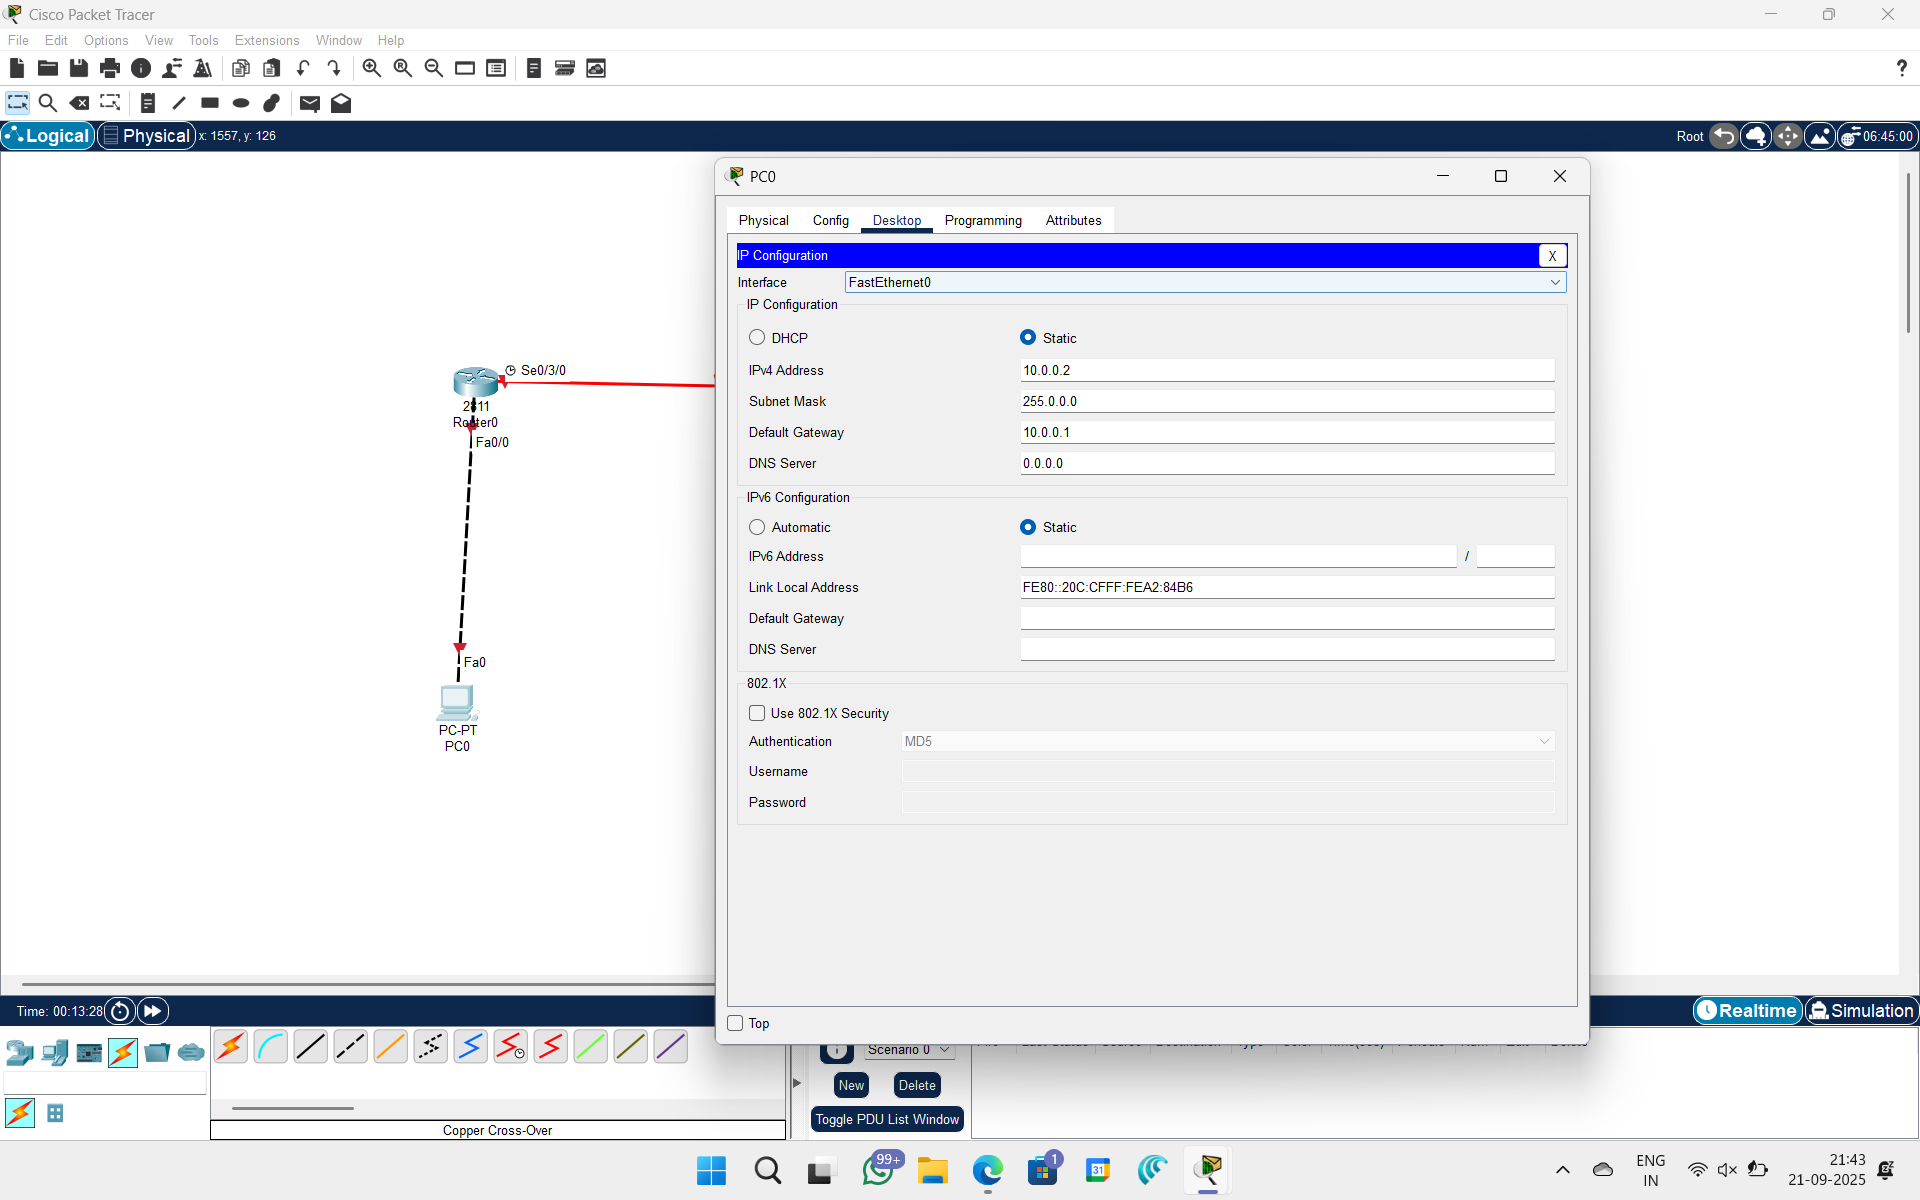 Cisco Packet Tracer
File Edit Options View Tools Extensions Window Help
?
Logical Physical x: 1557, y: 126 Root 06:45:00
PC0
Physical Config Desktop Programming Attributes
IP Configuration X
Interface FastEthernet0
IP Configuration
DHCP Static
IPv4 Address 10.0.0.2
Subnet Mask 255.0.0.0
Default Gateway 10.0.0.1
DNS Server 0.0.0.0
IPv6 Configuration
Automatic Static
IPv6 Address /
Link Local Address FE80::20C:CFFF:FEA2:84B6
Default Gateway
DNS Server
802.1X
Use 802.1X Security
Authentication MD5
Username
Password
Top
Se0/3/0
2811
Router0
Fa0/0
Fa0
PC-PT
PC0
Time: 00:13:28 Realtime Simulation
Scenario 0
New Delete
Toggle PDU List Window
Copper Cross-Over
99+
1
31
ENG
IN
21:43
21-09-2025